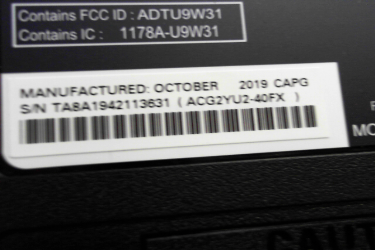 Contains FCC ID : ADTU9W31
Contains IC : 1178A-U9W31
MANUFACTURED: OCTOBER 2019 CAPG
S/N TA8A1942113631 ( ACG2YU2-40FX )